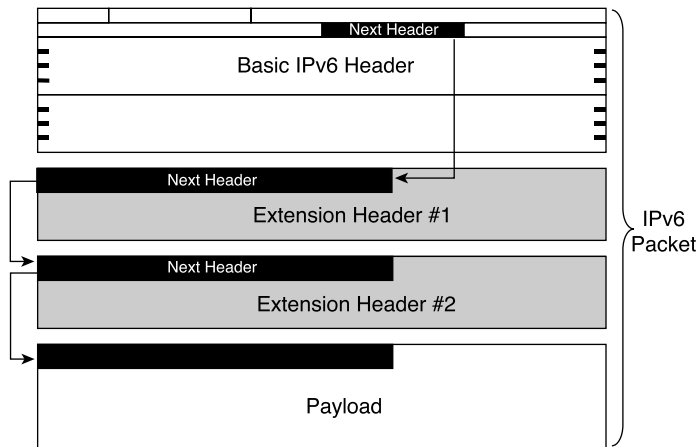 Next Header
Basic IPv6 Header
Next Header
Extension Header #1
IPv6
Packet
Next Header
Extension Header #2
Payload